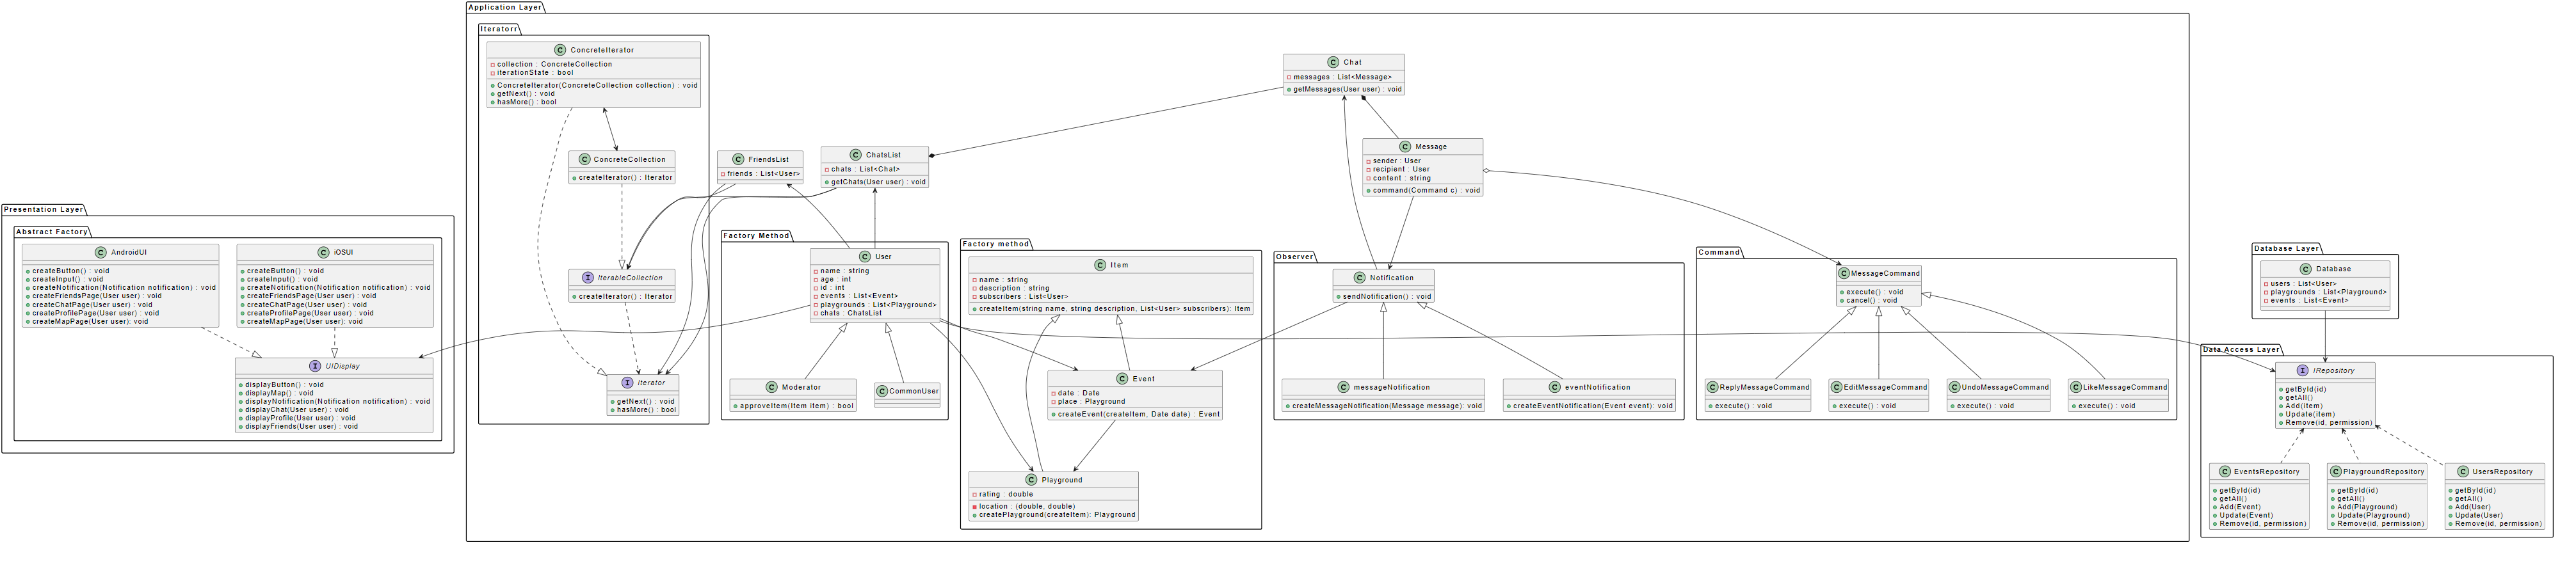 Application Layer
Iteratorr
C ConcreteIterator
collection : ConcreteCollection
iterationState : bool
ConcreteIterator(ConcreteCollection collection) : void
getNext() : void
hasMore() : bool
C Chat
messages : List<Message>
getMessages(User user) : void
C ConcreteCollection
createIterator() : Iterator
C FriendsList
friends : List<User>
C ChatsList
chats : List<Chat>
getChats(User user) : void
C Message
sender : User
recipient : User
content : string
command(Command c) : void
Presentation Layer
Abstract Factory
C AndroidUI
createButton() : void
createInput() : void
createNotification(Notification notification) : void
createFriendsPage(User user) : void
createChatPage(User user) : void
createProfilePage(User user) : void
createMapPage(User user): void
C iOSUI
createButton() : void
createInput() : void
createNotification(Notification notification) : void
createFriendsPage(User user) : void
createChatPage(User user) : void
createProfilePage(User user) : void
createMapPage(User user): void
I UIDisplay
displayButton() : void
displayMap() : void
displayNotification(Notification notification) : void
displayChat(User user) : void
displayProfile(User user) : void
displayFriends(User user) : void
I IterableCollection
createIterator() : Iterator
I Iterator
getNext() : void
hasMore() : bool
Factory Method
C User
name : string
age : int
id : int
events : List<Event>
playgrounds : List<Playground>
chats : ChatsList
C Moderator
approveItem(Item item) : bool
C CommonUser
Factory method
C Item
name : string
description : string
subscribers : List<User>
createItem(string name, string description, List<User> subscribers): Item
C Event
date : Date
place : Playground
createEvent(createItem, Date date) : Event
C Playground
rating : double
location : (double, double)
createPlayground(createItem): Playground
Observer
C Notification
sendNotification() : void
C messageNotification
createMessageNotification(Message message): void
C eventNotification
createEventNotification(Event event): void
Command
C MessageCommand
execute() : void
cancel() : void
C ReplyMessageCommand
execute() : void
C EditMessageCommand
execute() : void
C UndoMessageCommand
execute() : void
C LikeMessageCommand
execute() : void
Database Layer
C Database
users : List<User>
playgrounds : List<Playground>
events : List<Event>
Data Access Layer
I IRepository
getById(id)
getAll()
Add(item)
Update(item)
Remove(id, permission)
C EventsRepository
getById(id)
getAll()
Add(Event)
Update(Event)
Remove(id, permission)
C PlaygroundRepository
getById(id)
getAll()
Add(Playground)
Update(Playground)
Remove(id, permission)
C UsersRepository
getById(id)
getAll()
Add(User)
Update(User)
Remove(id, permission)